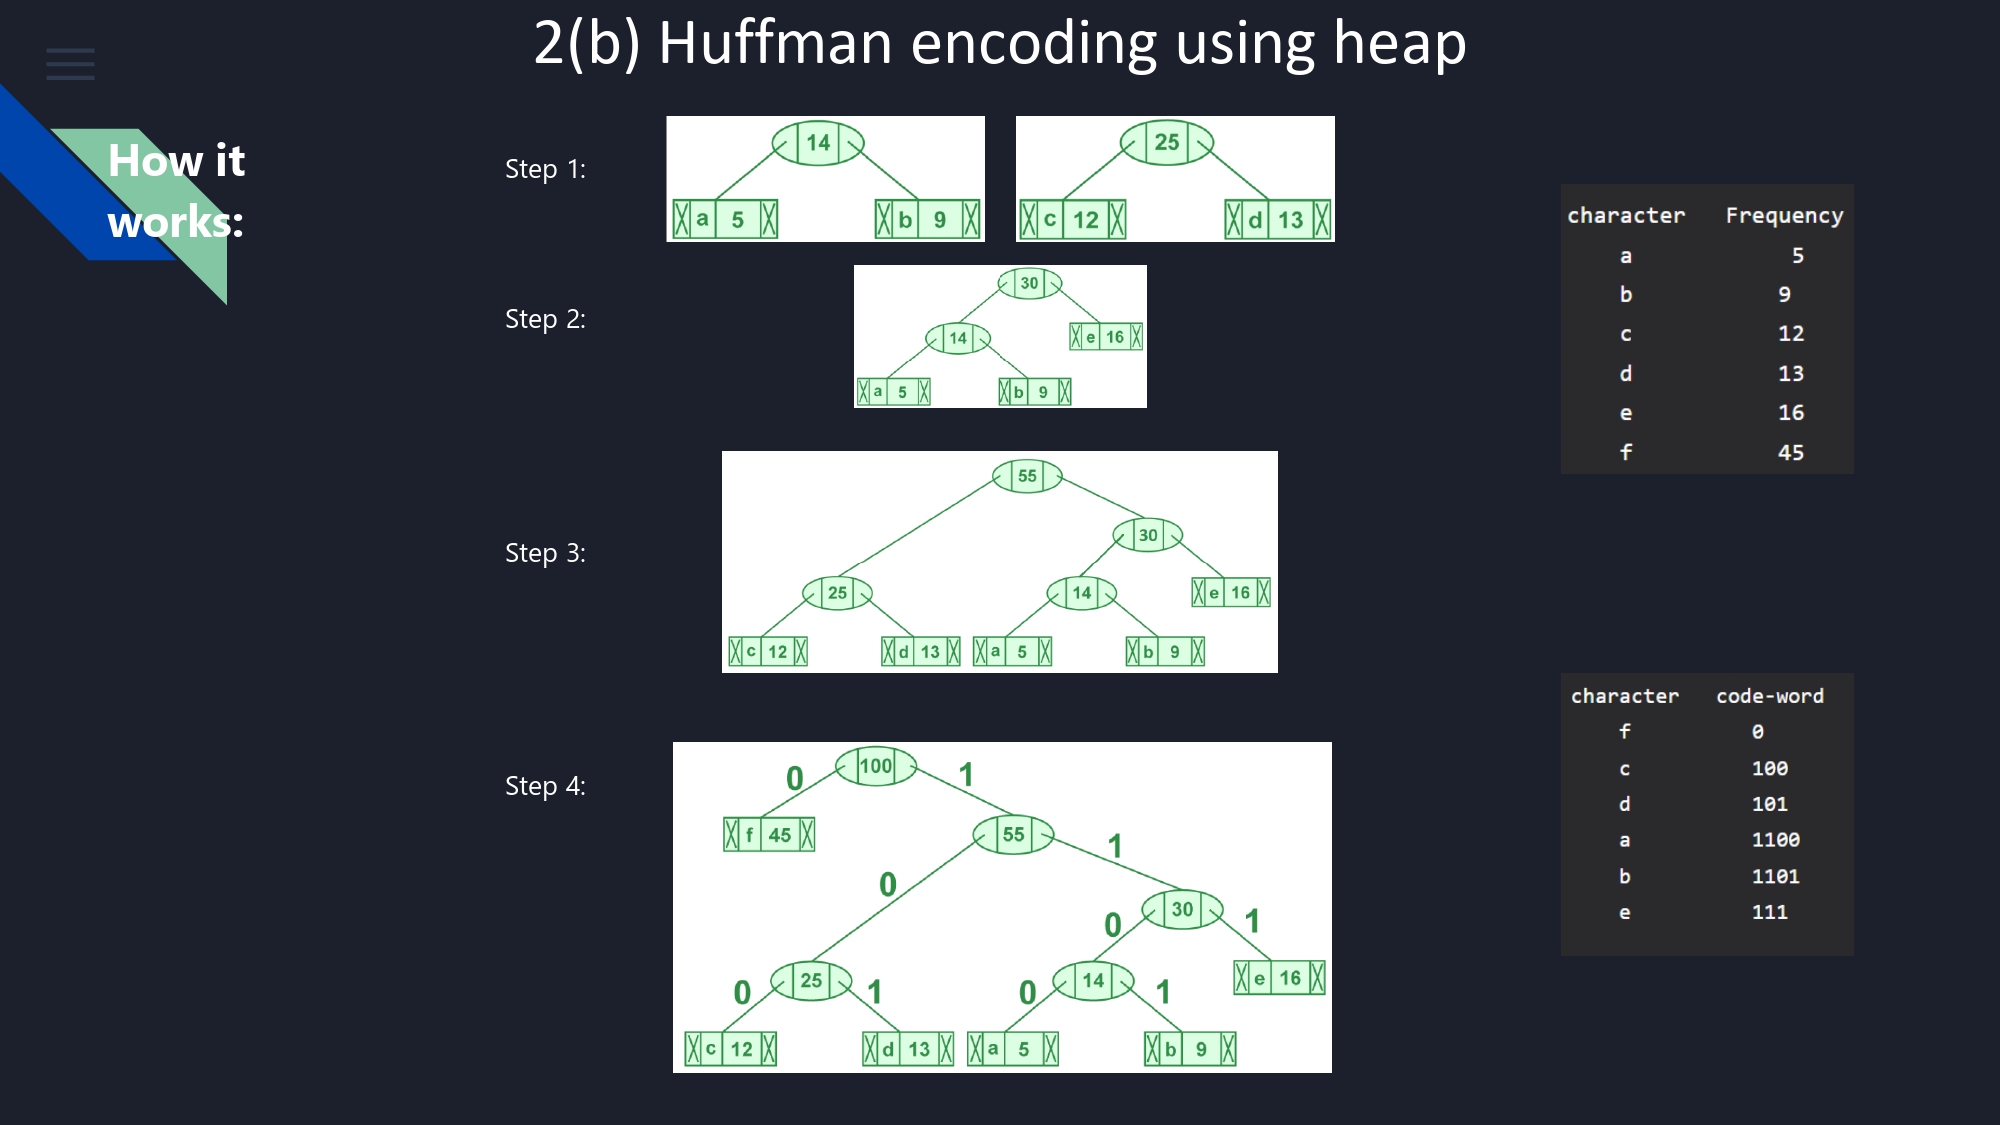 2(b) Huffman encoding using heap
How it
works:
Step 1:
14
a 5
b 9
25
c 12
d 13
Step 2:
30
14
e 16
a 5
b 9
Step 3:
55
30
25
14
e 16
c 12
d 13
a 5
b 9
Step 4:
100
0
1
f 45
55
1
0
30
0
1
25
14
e 16
0
1
0
1
c 12
d 13
a 5
b 9
character Frequency
a 5
b 9
c 12
d 13
e 16
f 45
character code-word
f 0
c 100
d 101
a 1100
b 1101
e 111